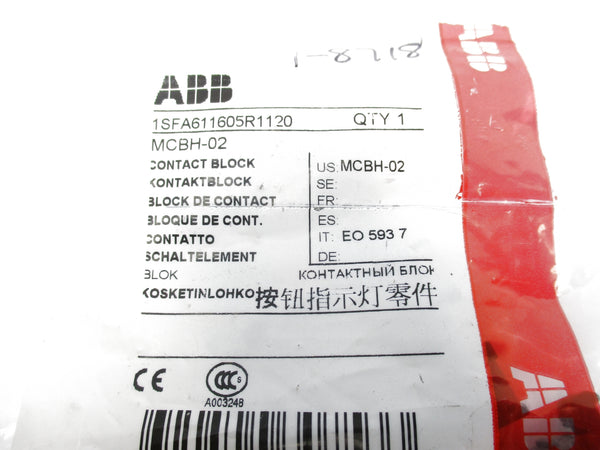 1-8718
ABB
ABB
1SFA611605R1120 QTY 1
MCBH-02
CONTACT BLOCK
KONTAKTBLOCK
BLOCK DE CONTACT
BLOQUE DE CONT.
CONTATTO
SCHALTELEMENT
BLOK
KOSKETINLOHKO
US: MCBH-02
SE:
FR:
ES:
IT: EO 593 7
DE:
КОНТАКТНЫЙ БЛОК
按钮指示灯零件
CE
CCC S
A003248
ABB